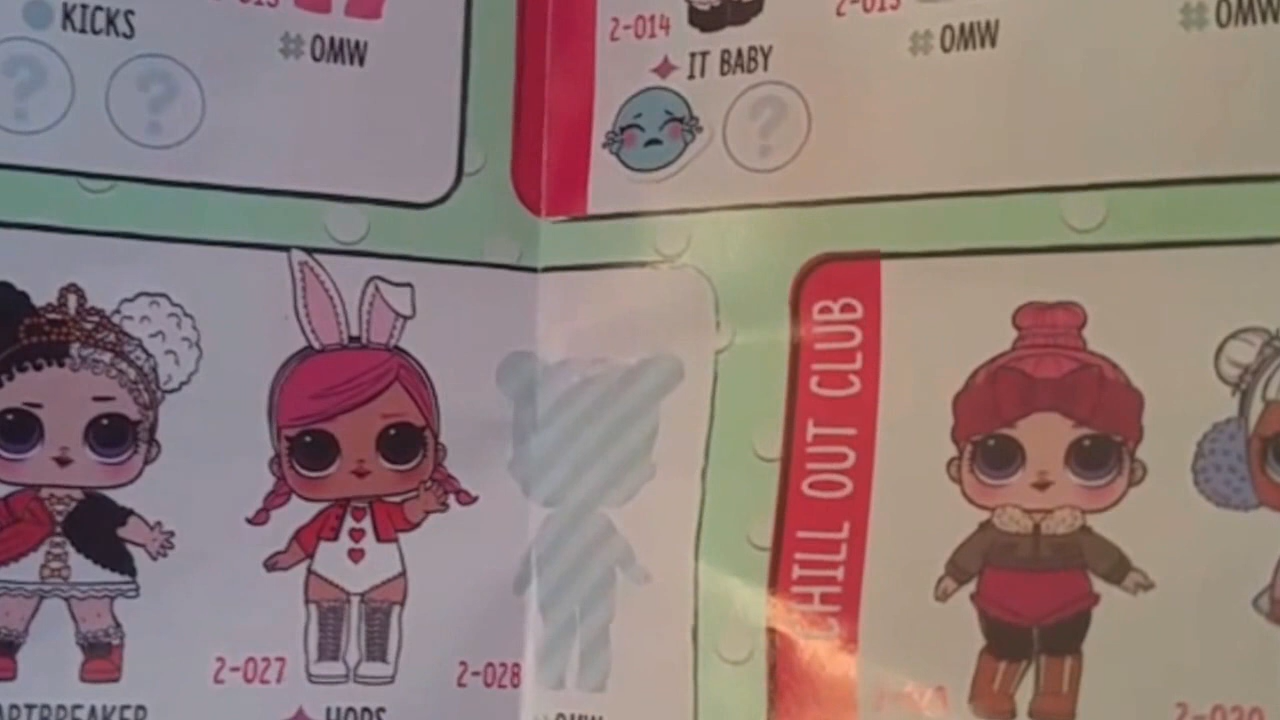 KICKS
#OMW
2-014
IT BABY
#OMW
#OMW
CHILL OUT CLUB
2-027
2-028
HOPS